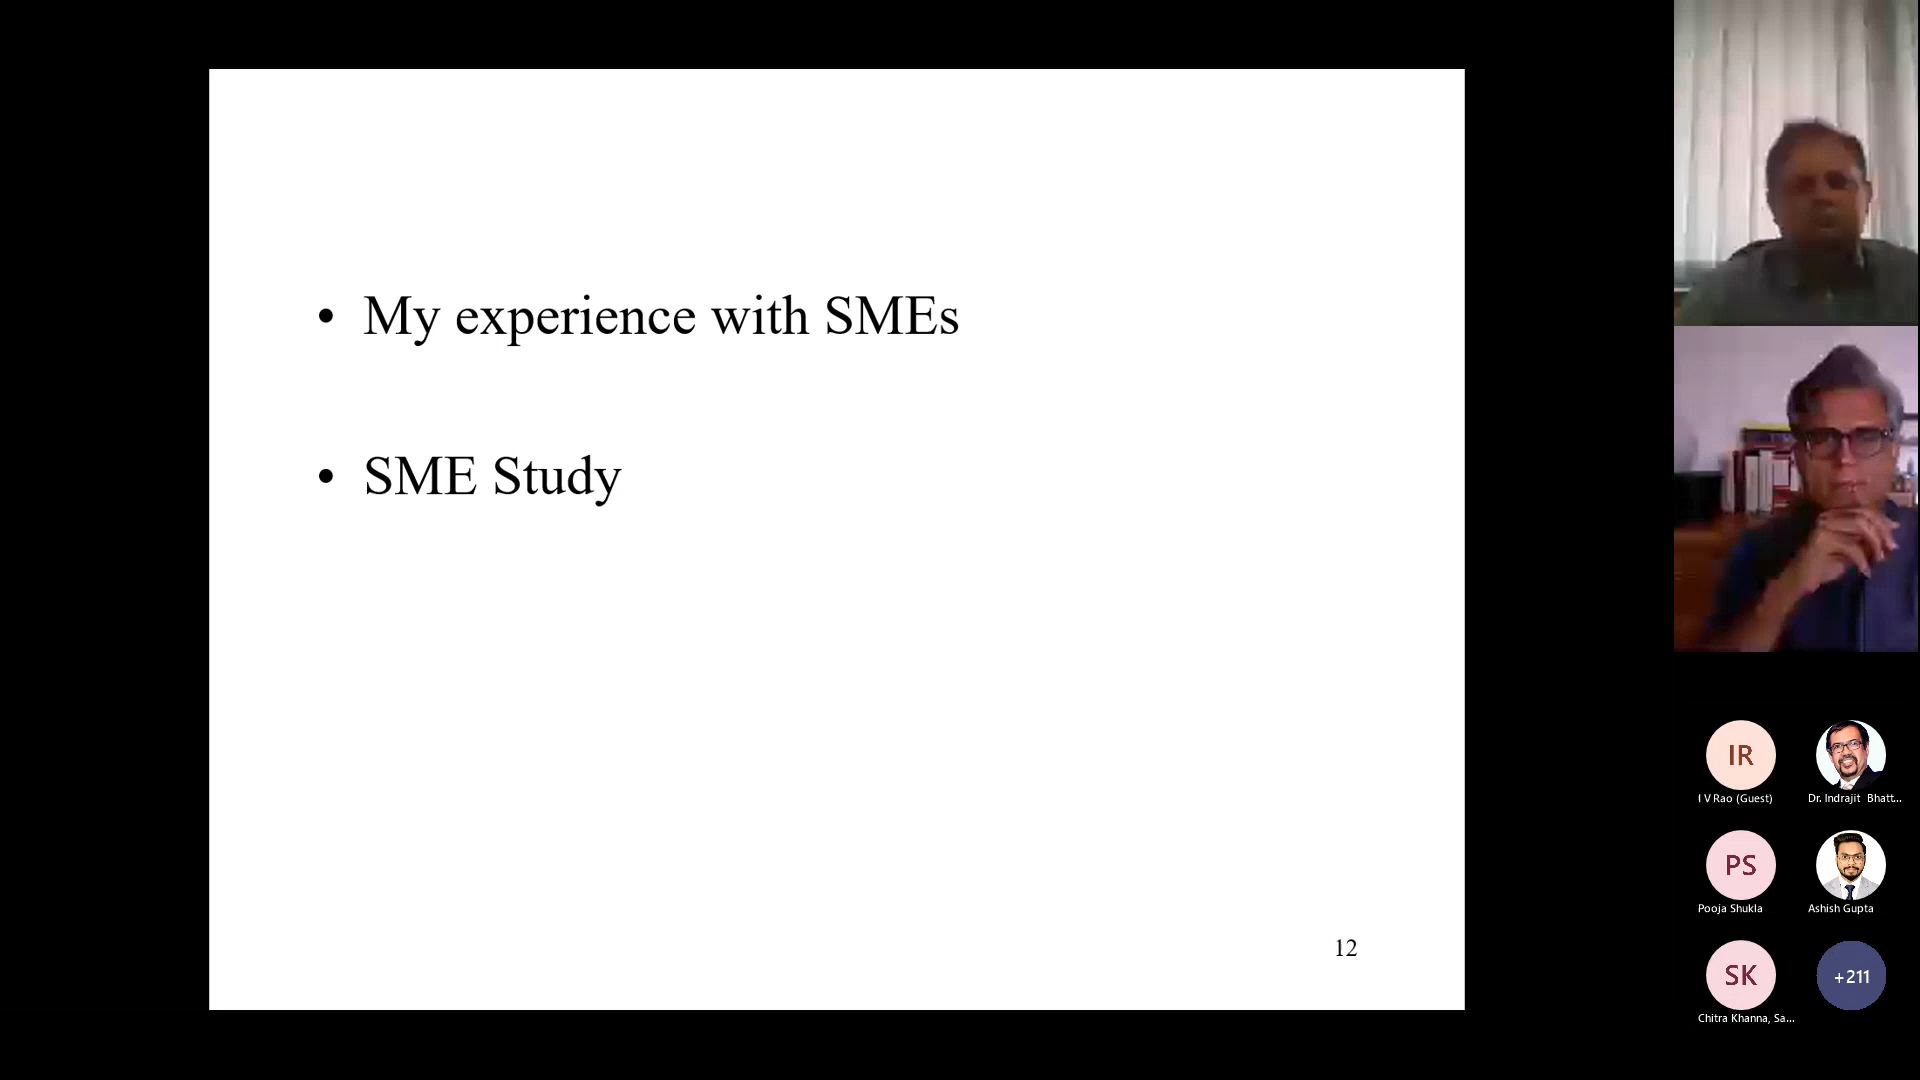 • My experience with SMEs
• SME Study
12
IR
I V Rao (Guest)
Dr. Indrajit Bhatt...
PS
Pooja Shukla
Ashish Gupta
SK
Chitra Khanna, Sa...
+211